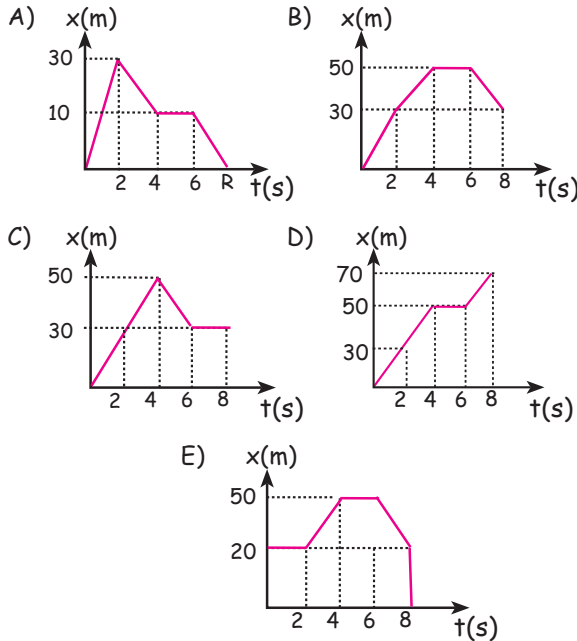 A) x(m)
30
10
2 4 6 R t(s)
B) x(m)
50
30
2 4 6 8 t(s)
C) x(m)
50
30
2 4 6 8
t(s)
D) x(m)
70
50
30
2 4 6 8
t(s)
E) x(m)
50
20
2 4 6 8
t(s)